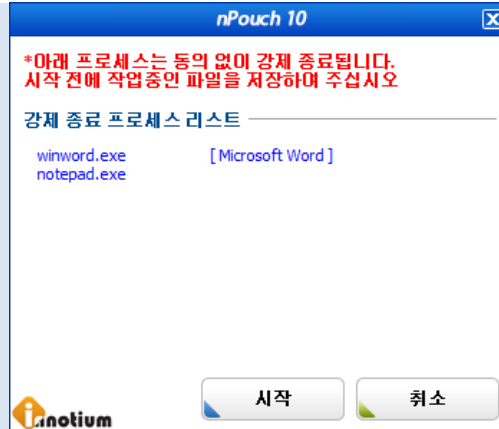 nPouch 10
*아래 프로세스는 동의 없이 강제 종료됩니다.
시작 전에 작업중인 파일을 저장하여 주십시오
강제 종료 프로세스 리스트
winword.exe [ Microsoft Word ]
notepad.exe
시작 취소
innotium